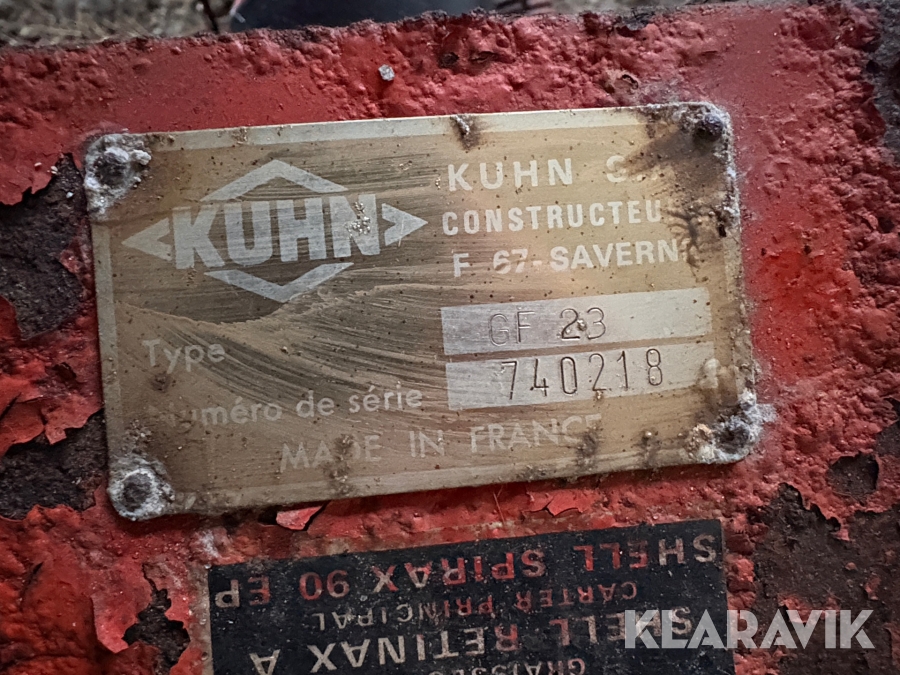 KUHN
KUHN S.
CONSTRUCTEU
F 67-SAVERN
Type GF 23
Numéro de série 740218
MADE IN FRANCE
SHELL SPIRAX 90 EP
CARTER PRINCIPAL
SHELL RETINAX A
KLARAVIK